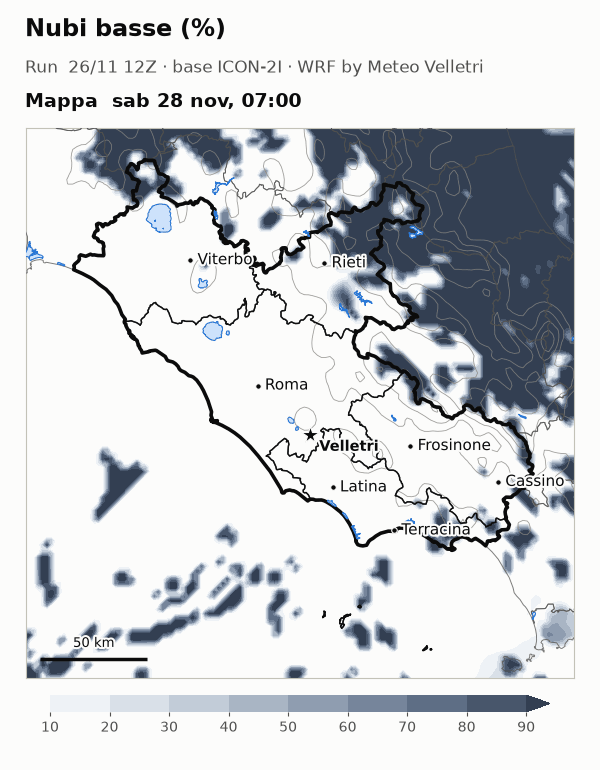 Nubi basse (%)
Run  26/11 12Z · base ICON-2I · WRF by Meteo Velletri
Mappa  sab 28 nov, 07:00
Viterbo
Rieti
Roma
Velletri
Frosinone
Cassino
Latina
Terracina
50 km
10 20 30 40 50 60 70 80 90